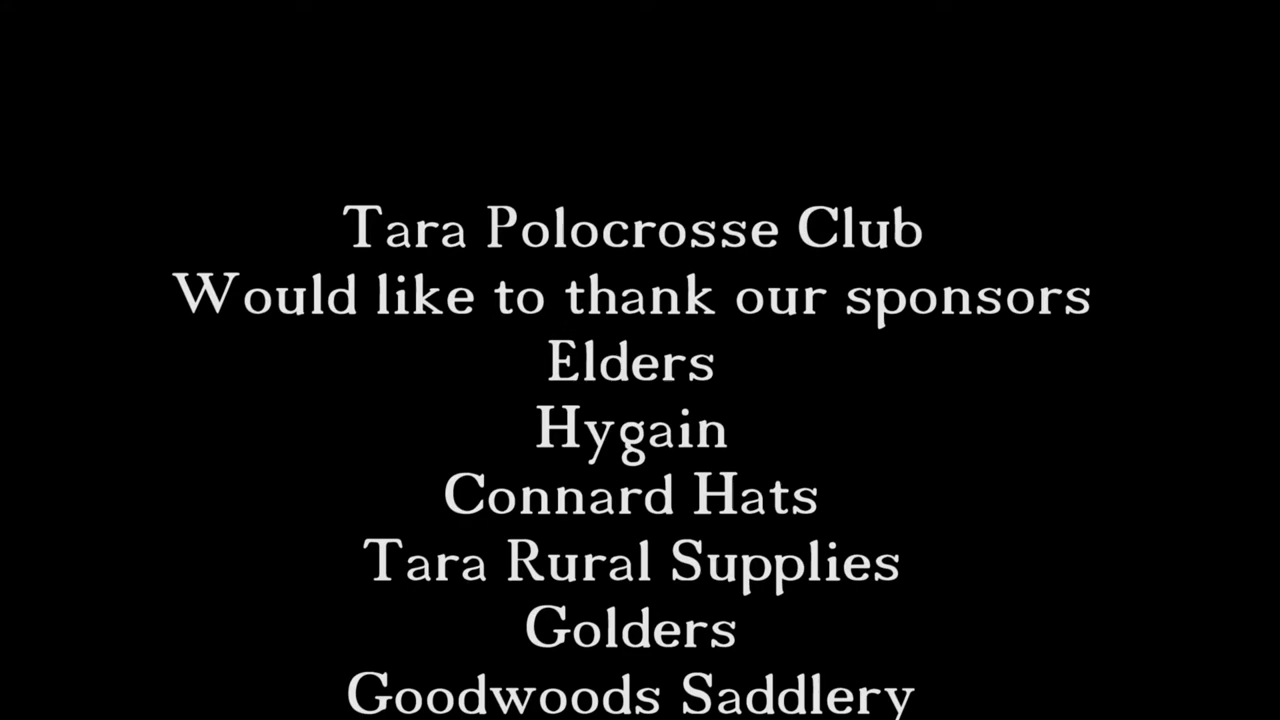 Tara Polocrosse Club
Would like to thank our sponsors
Elders
Hygain
Connard Hats
Tara Rural Supplies
Golders
Goodwoods Saddlery